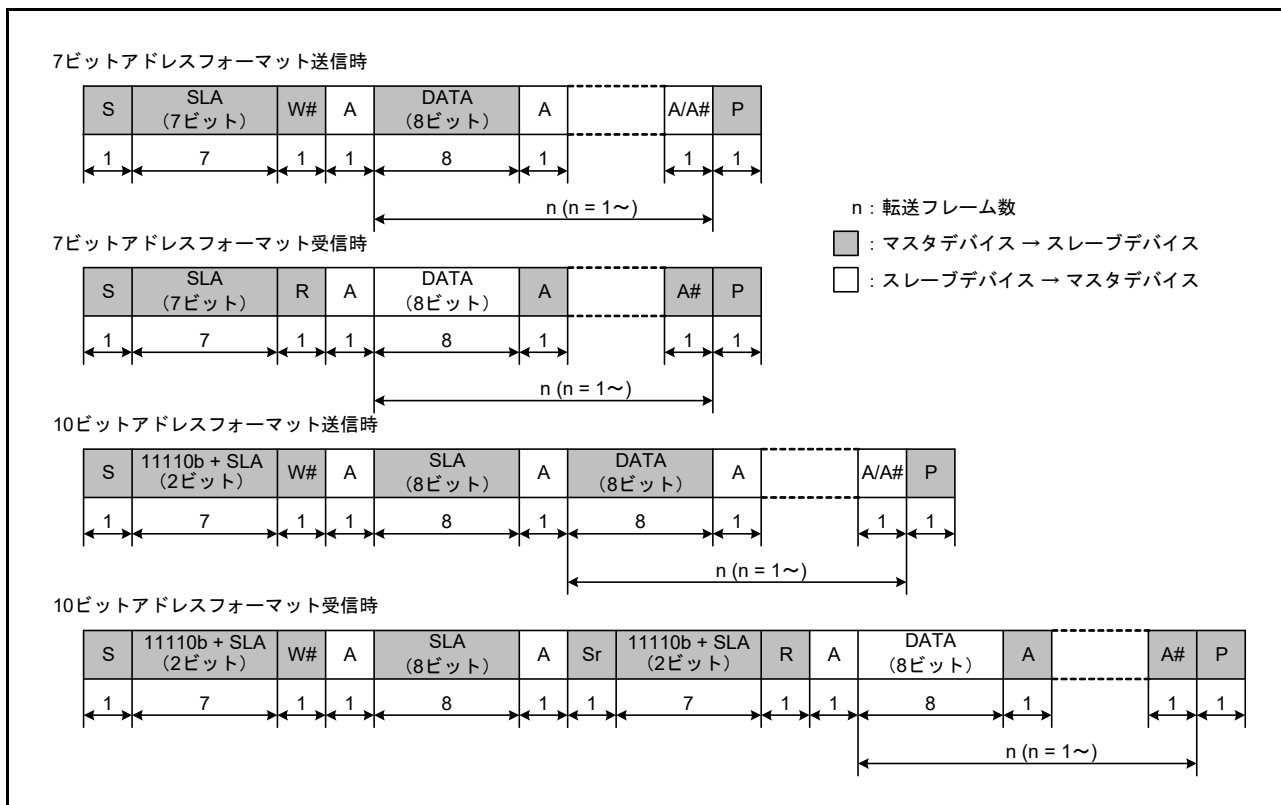 7ビットアドレスフォーマット送信時
S SLA W# A DATA A A/A# P
(7ビット) (8ビット)
1 7 1 1 8 1 1 1
n (n = 1~)
n : 転送フレーム数
: マスタデバイス → スレーブデバイス
: スレーブデバイス → マスタデバイス
7ビットアドレスフォーマット受信時
S SLA R A DATA A A# P
(7ビット) (8ビット)
1 7 1 1 8 1 1 1
n (n = 1~)
10ビットアドレスフォーマット送信時
S 11110b + SLA W# A SLA A DATA A A/A# P
(2ビット) (8ビット) (8ビット)
1 7 1 1 8 1 8 1 1 1
n (n = 1~)
10ビットアドレスフォーマット受信時
S 11110b + SLA W# A SLA A Sr 11110b + SLA R A DATA A A# P
(2ビット) (8ビット) (2ビット) (8ビット)
1 7 1 1 8 1 1 7 1 1 8 1 1 1
n (n = 1~)